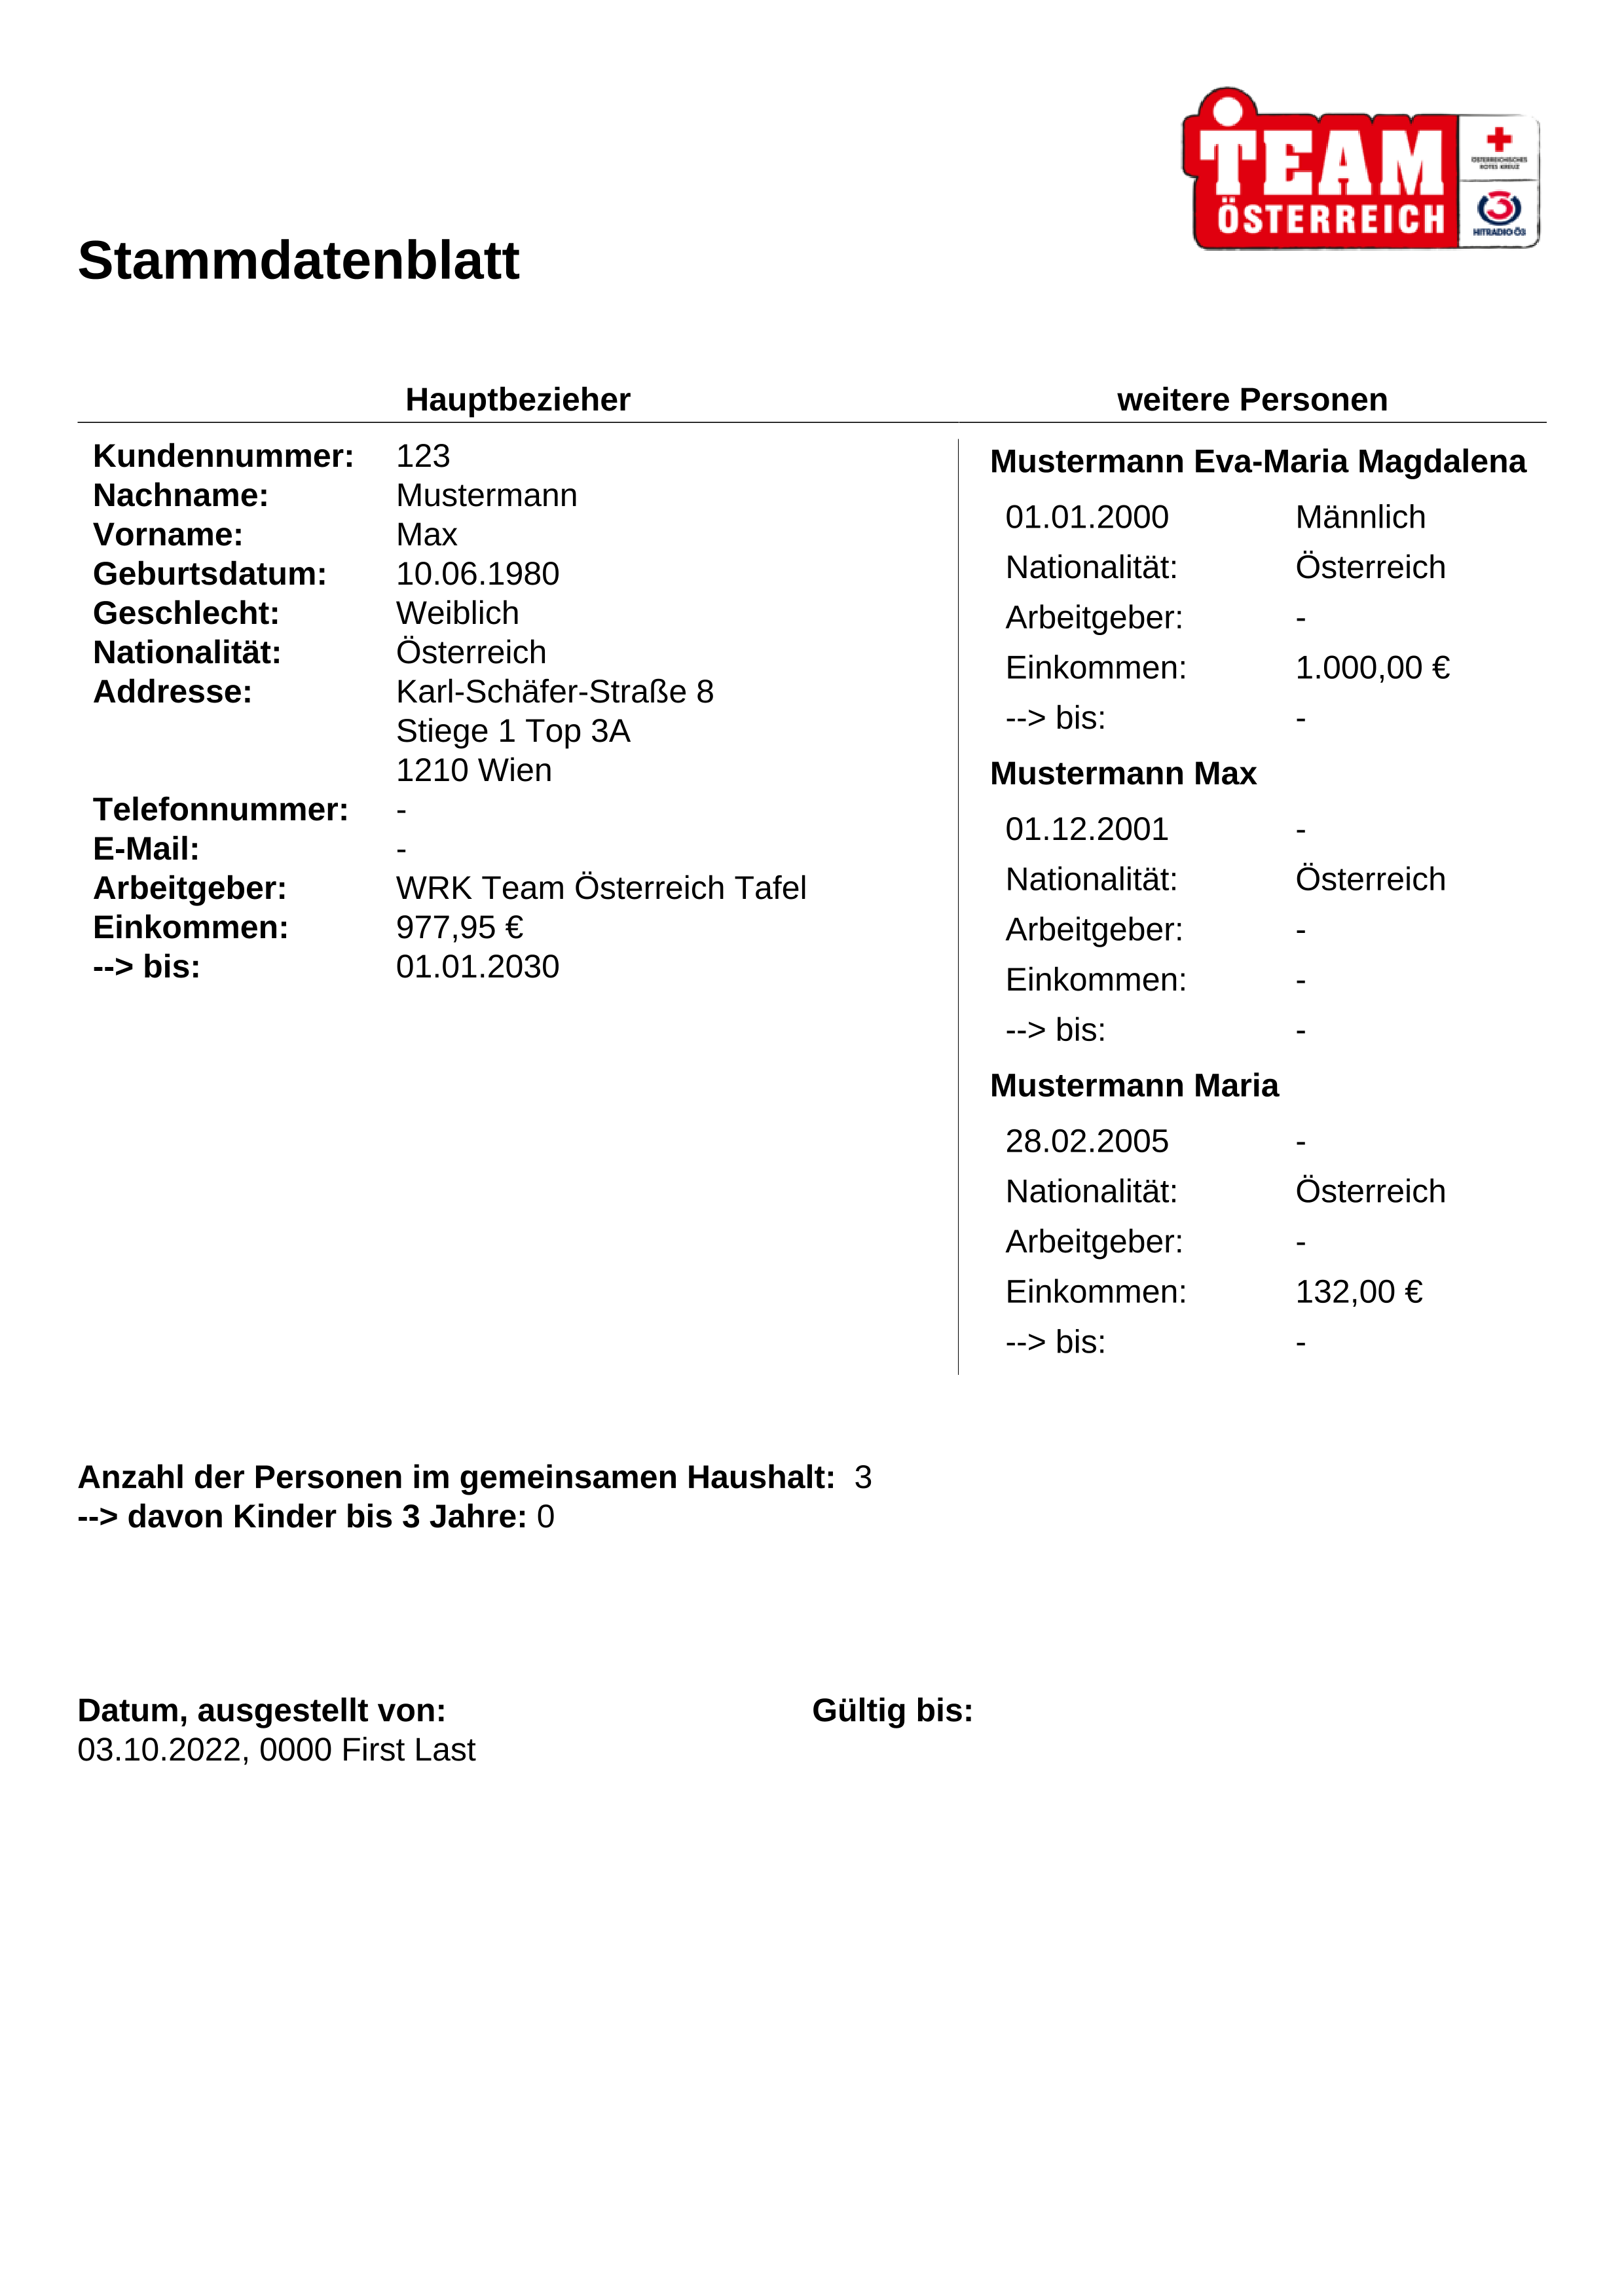 TEAM
ÖSTERREICH
ÖSTERREICHISCHES
ROTES KREUZ
3
HITRADIO Ö3
Stammdatenblatt
Hauptbezieher
Kundennummer: 123
Nachname: Mustermann
Vorname: Max
Geburtsdatum: 10.06.1980
Geschlecht: Weiblich
Nationalität: Österreich
Addresse: Karl-Schäfer-Straße 8
Stiege 1 Top 3A
1210 Wien
Telefonnummer: -
E-Mail: -
Arbeitgeber: WRK Team Österreich Tafel
Einkommen: 977,95 €
--> bis: 01.01.2030
weitere Personen
Mustermann Eva-Maria Magdalena
01.01.2000 Männlich
Nationalität: Österreich
Arbeitgeber: -
Einkommen: 1.000,00 €
--> bis: -
Mustermann Max
01.12.2001 -
Nationalität: Österreich
Arbeitgeber: -
Einkommen: -
--> bis: -
Mustermann Maria
28.02.2005 -
Nationalität: Österreich
Arbeitgeber: -
Einkommen: 132,00 €
--> bis: -
Anzahl der Personen im gemeinsamen Haushalt: 3
--> davon Kinder bis 3 Jahre: 0
Datum, ausgestellt von:
03.10.2022, 0000 First Last
Gültig bis: